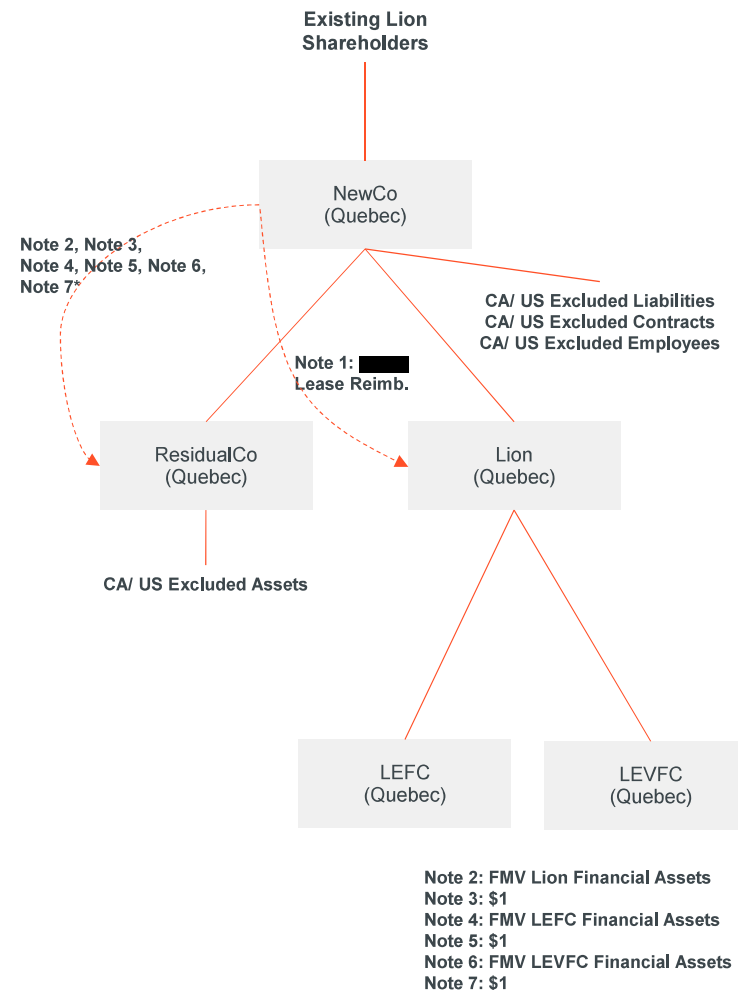 Existing Lion
Shareholders
NewCo
(Quebec)
Note 2, Note 3,
Note 4, Note 5, Note 6,
Note 7*
CA/ US Excluded Liabilities
CA/ US Excluded Contracts
CA/ US Excluded Employees
Note 1:
Lease Reimb.
ResidualCo
(Quebec)
Lion
(Quebec)
CA/ US Excluded Assets
LEFC
(Quebec)
LEVFC
(Quebec)
Note 2: FMV Lion Financial Assets
Note 3: $1
Note 4: FMV LEFC Financial Assets
Note 5: $1
Note 6: FMV LEVFC Financial Assets
Note 7: $1